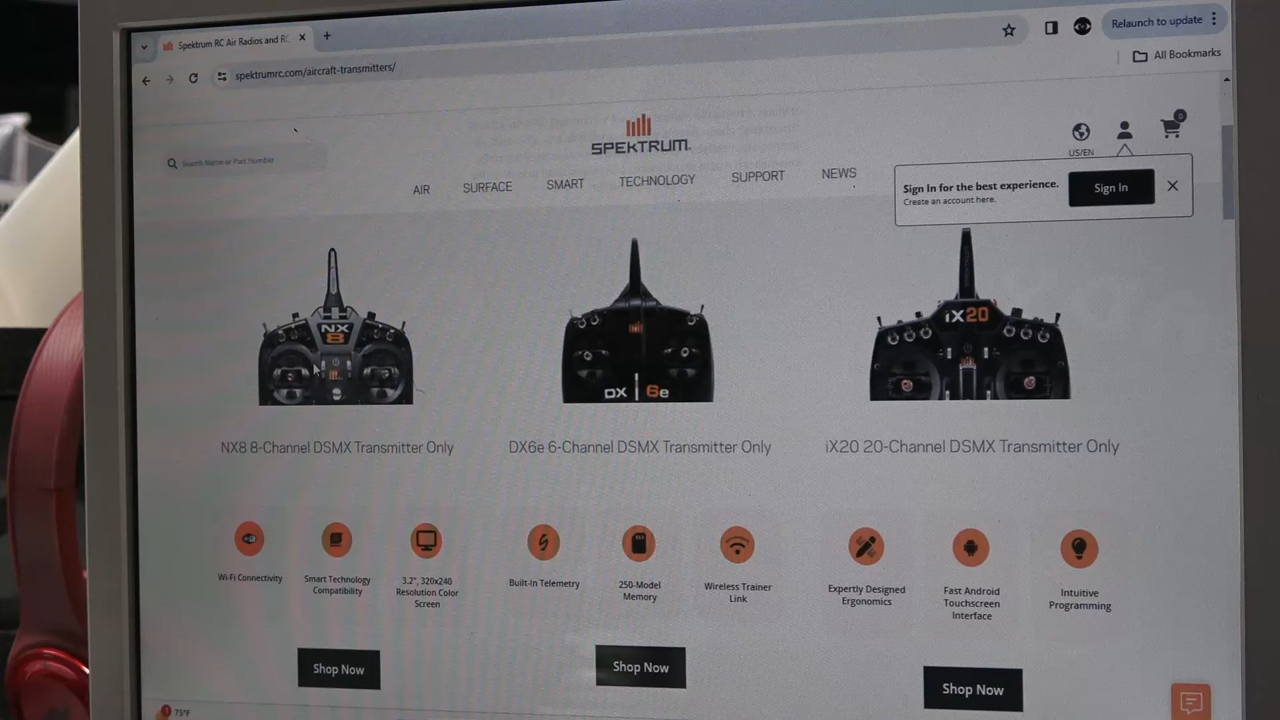 Spektrum RC Air Radios and RC
Relaunch to update
spektrumrc.com/aircraft-transmitters/
All Bookmarks
Search Name or Part Number
SPEKTRUM
0
US/EN
AIR SURFACE SMART TECHNOLOGY SUPPORT NEWS
Sign In for the best experience.
Create an account here.
Sign In
NX
8
DX 6e
iX20
NX8 8-Channel DSMX Transmitter Only
DX6e 6-Channel DSMX Transmitter Only
iX20 20-Channel DSMX Transmitter Only
Wi-Fi Connectivity
Smart Technology
Compatibility
3.2", 320x240
Resolution Color
Screen
Built-In Telemetry
250-Model
Memory
Wireless Trainer
Link
Expertly Designed
Ergonomics
Fast Android
Touchscreen
Interface
Intuitive
Programming
Shop Now
Shop Now
Shop Now
75°F